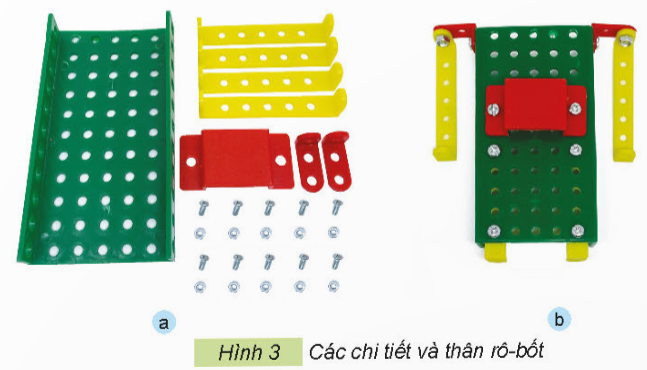 a
b
Hình 3 Các chi tiết và thân rô-bốt